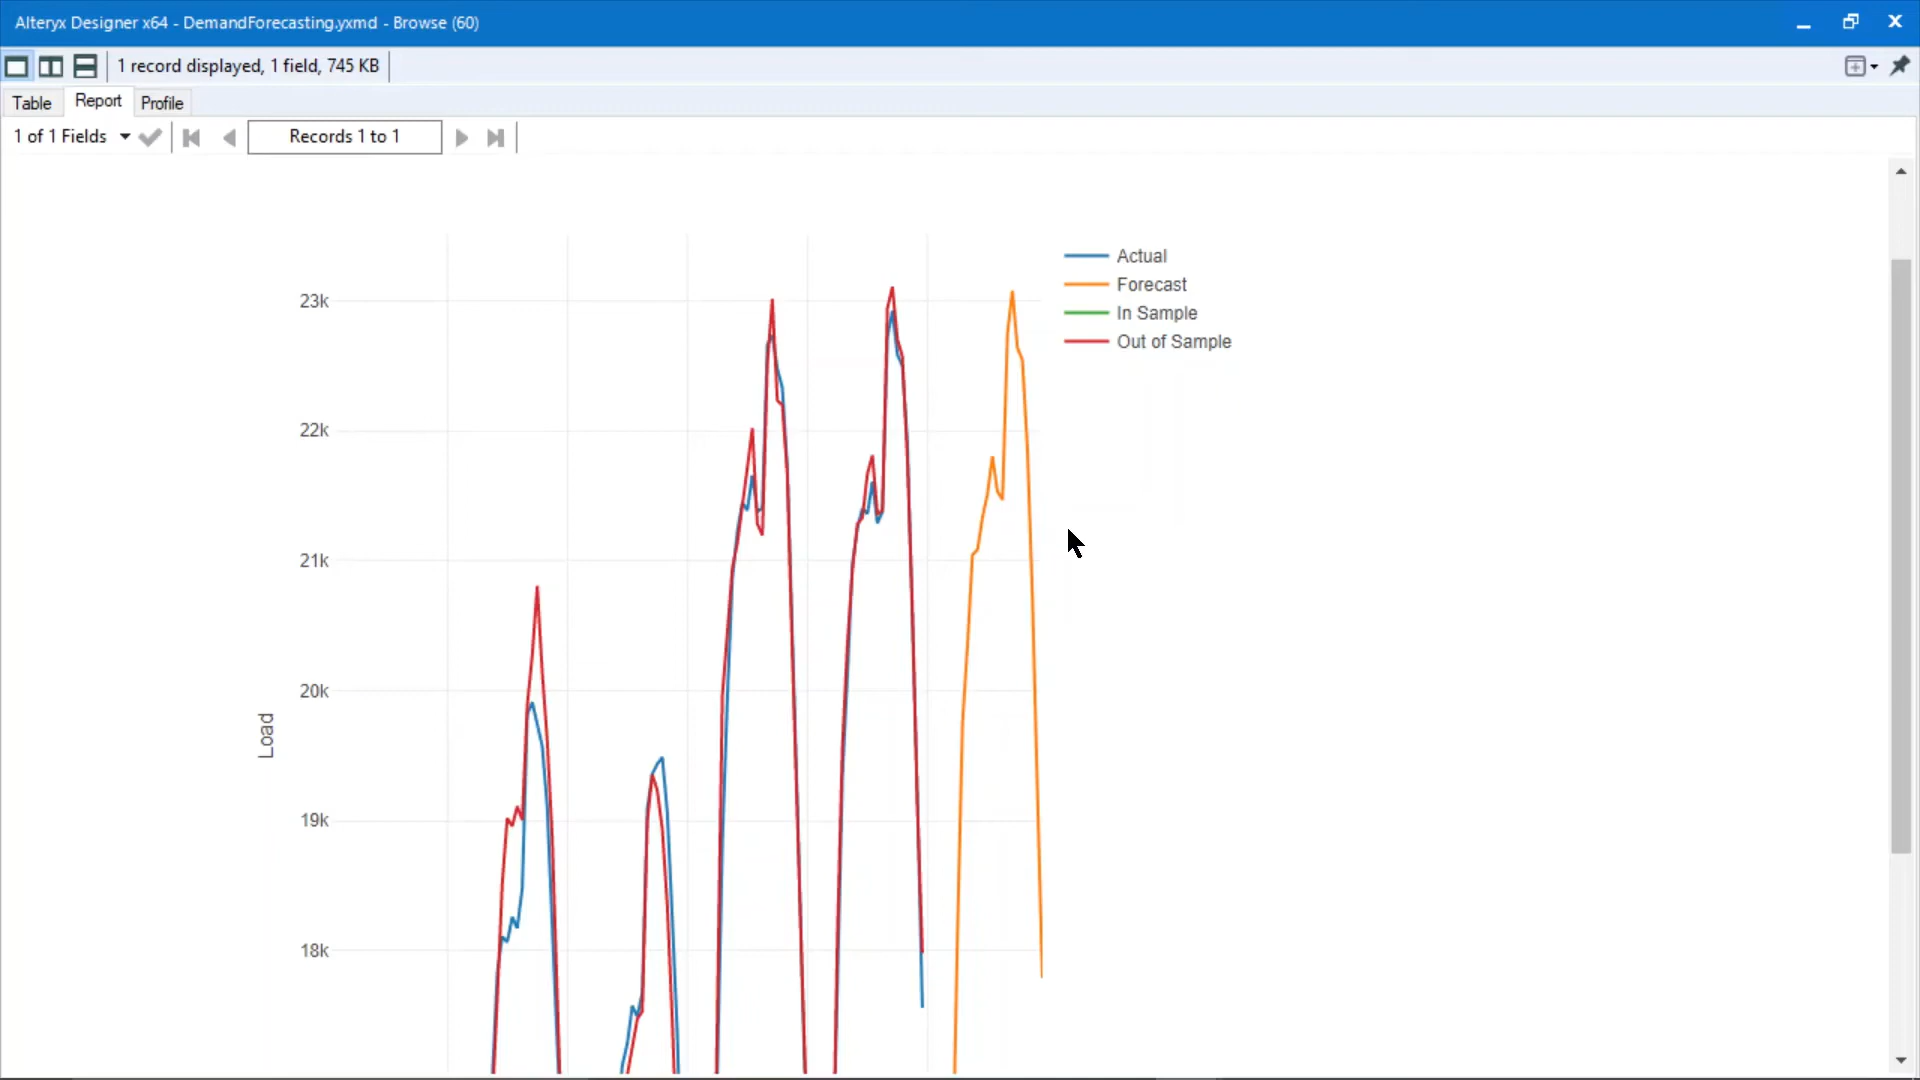 Alteryx Designer x64 - DemandForecasting.yxmd - Browse (60)
1 record displayed, 1 field, 745 KB
Table Report Profile
1 of 1 Fields Records 1 to 1
Actual
Forecast
In Sample
Out of Sample
23k
22k
21k
20k
Load
19k
18k